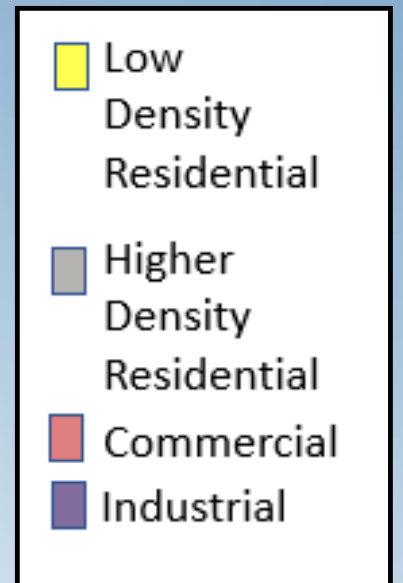 Low
Density
Residential
Higher
Density
Residential
Commercial
Industrial